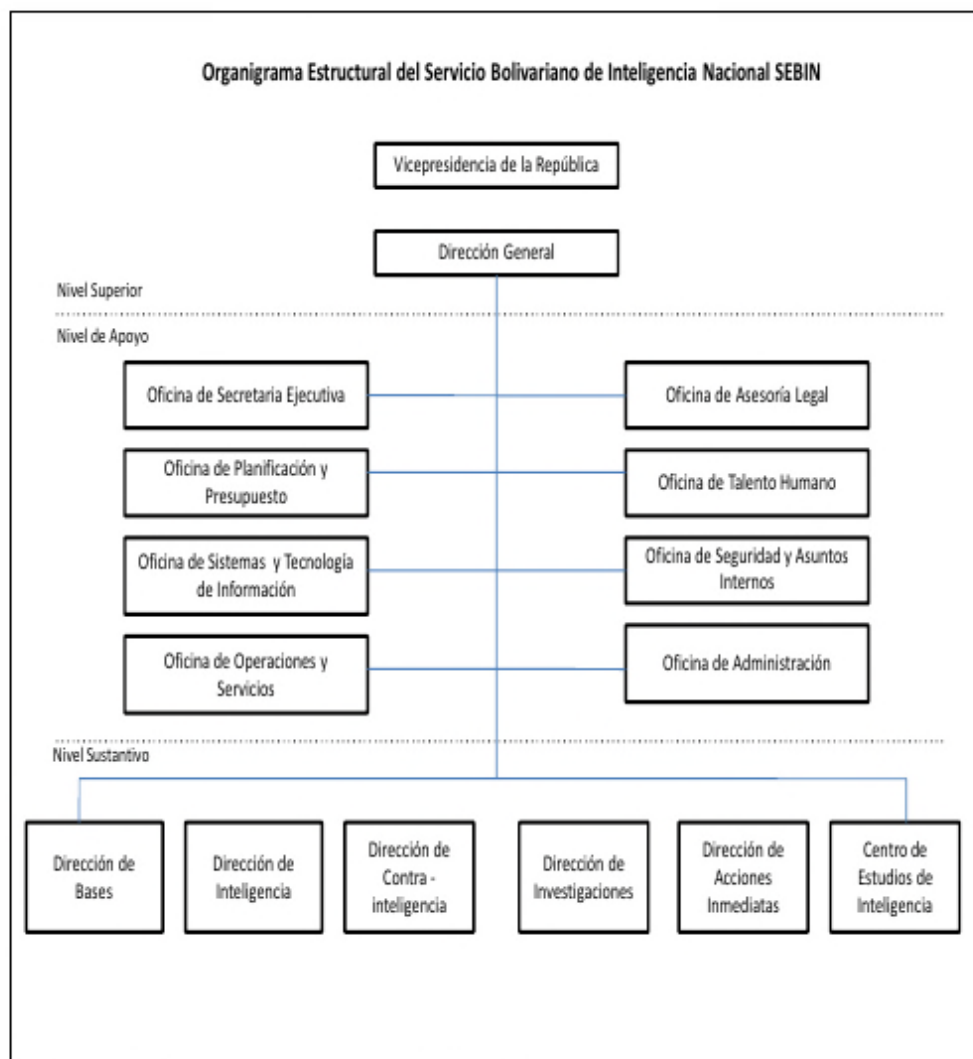 Organigrama Estructural del Servicio Bolivariano de Inteligencia Nacional SEBIN
Vicepresidencia de la República
Dirección General
Nivel Superior
Nivel de Apoyo
Oficina de Secretaria Ejecutiva
Oficina de Asesoría Legal
Oficina de Planificación y
Presupuesto
Oficina de Talento Humano
Oficina de Sistemas y Tecnología
de Información
Oficina de Seguridad y Asuntos
Internos
Oficina de Operaciones y
Servicios
Oficina de Administración
Nivel Sustantivo
Dirección de
Bases
Dirección de
Inteligencia
Dirección de
Contra -
inteligencia
Dirección de
Investigaciones
Dirección de
Acciones
Inmediatas
Centro de
Estudios de
Inteligencia